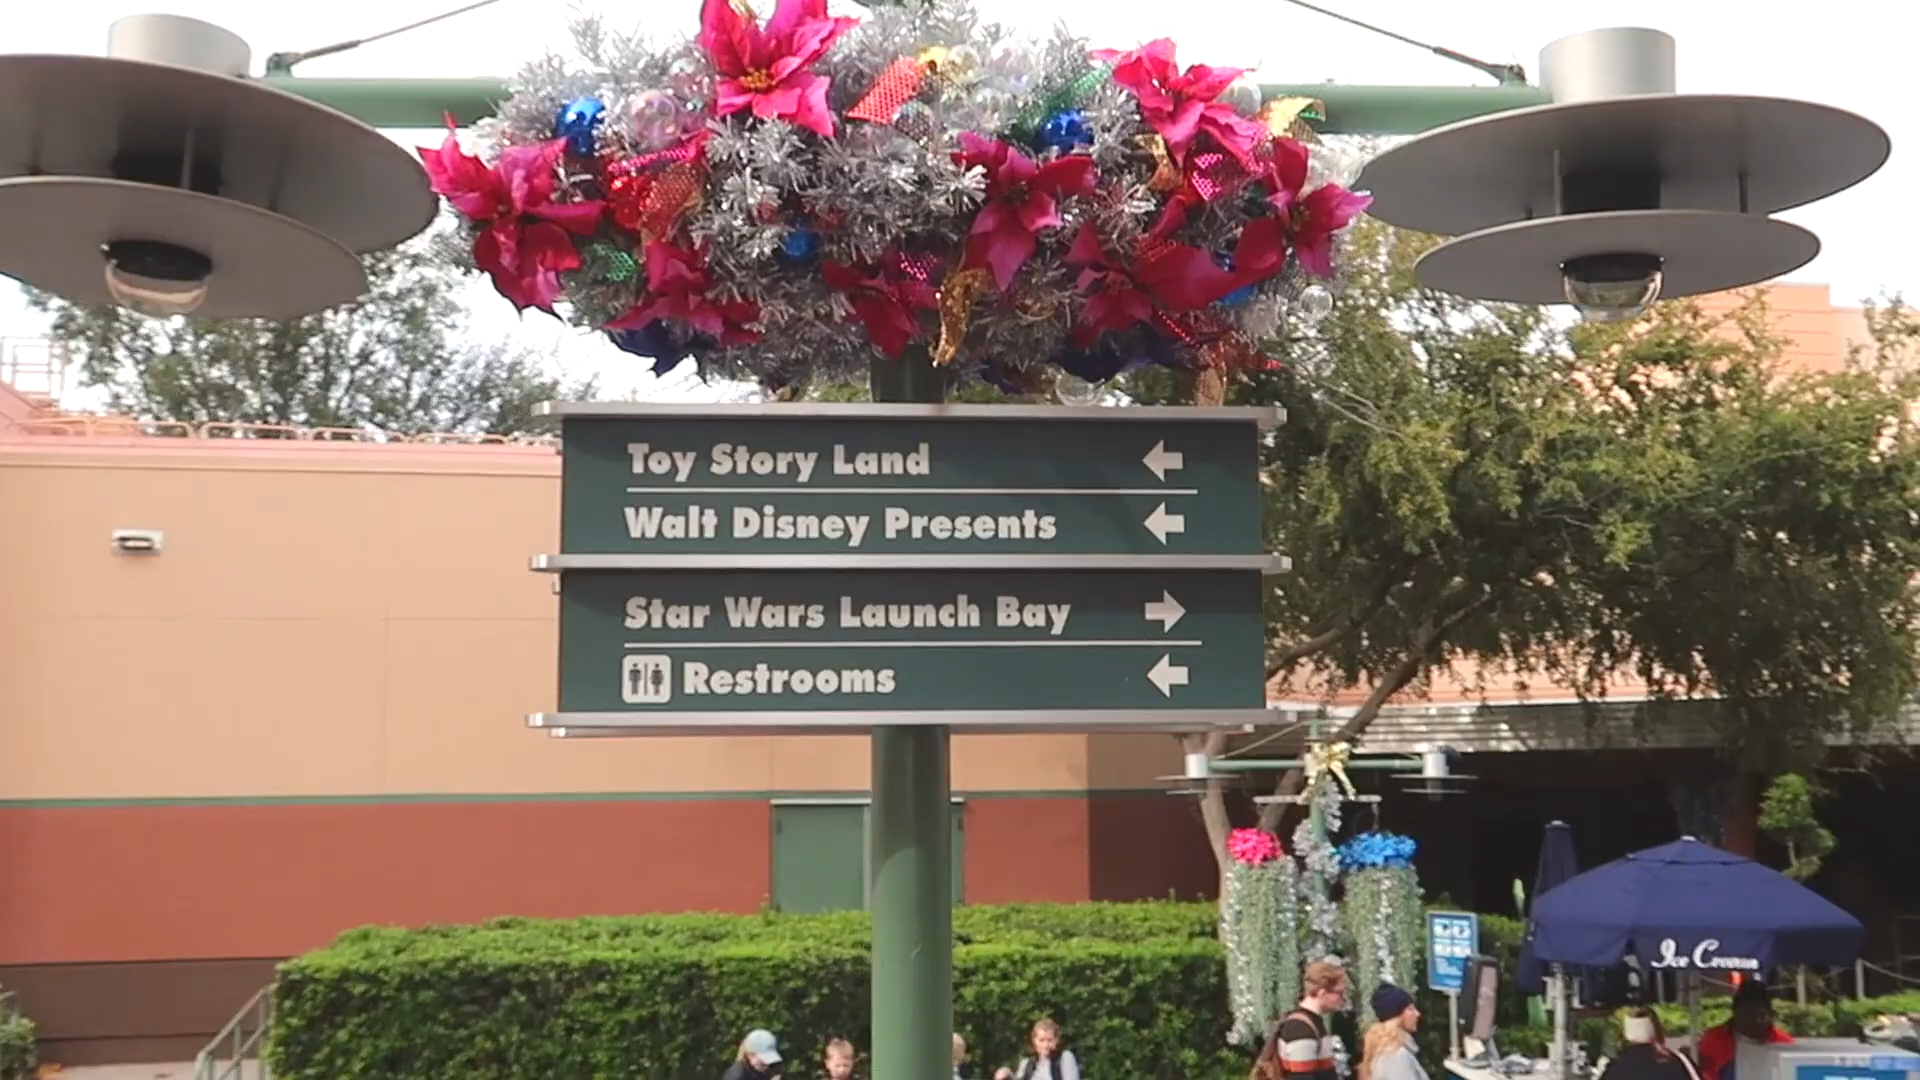 Toy Story Land
Walt Disney Presents
Star Wars Launch Bay
Restrooms
Ice Cream